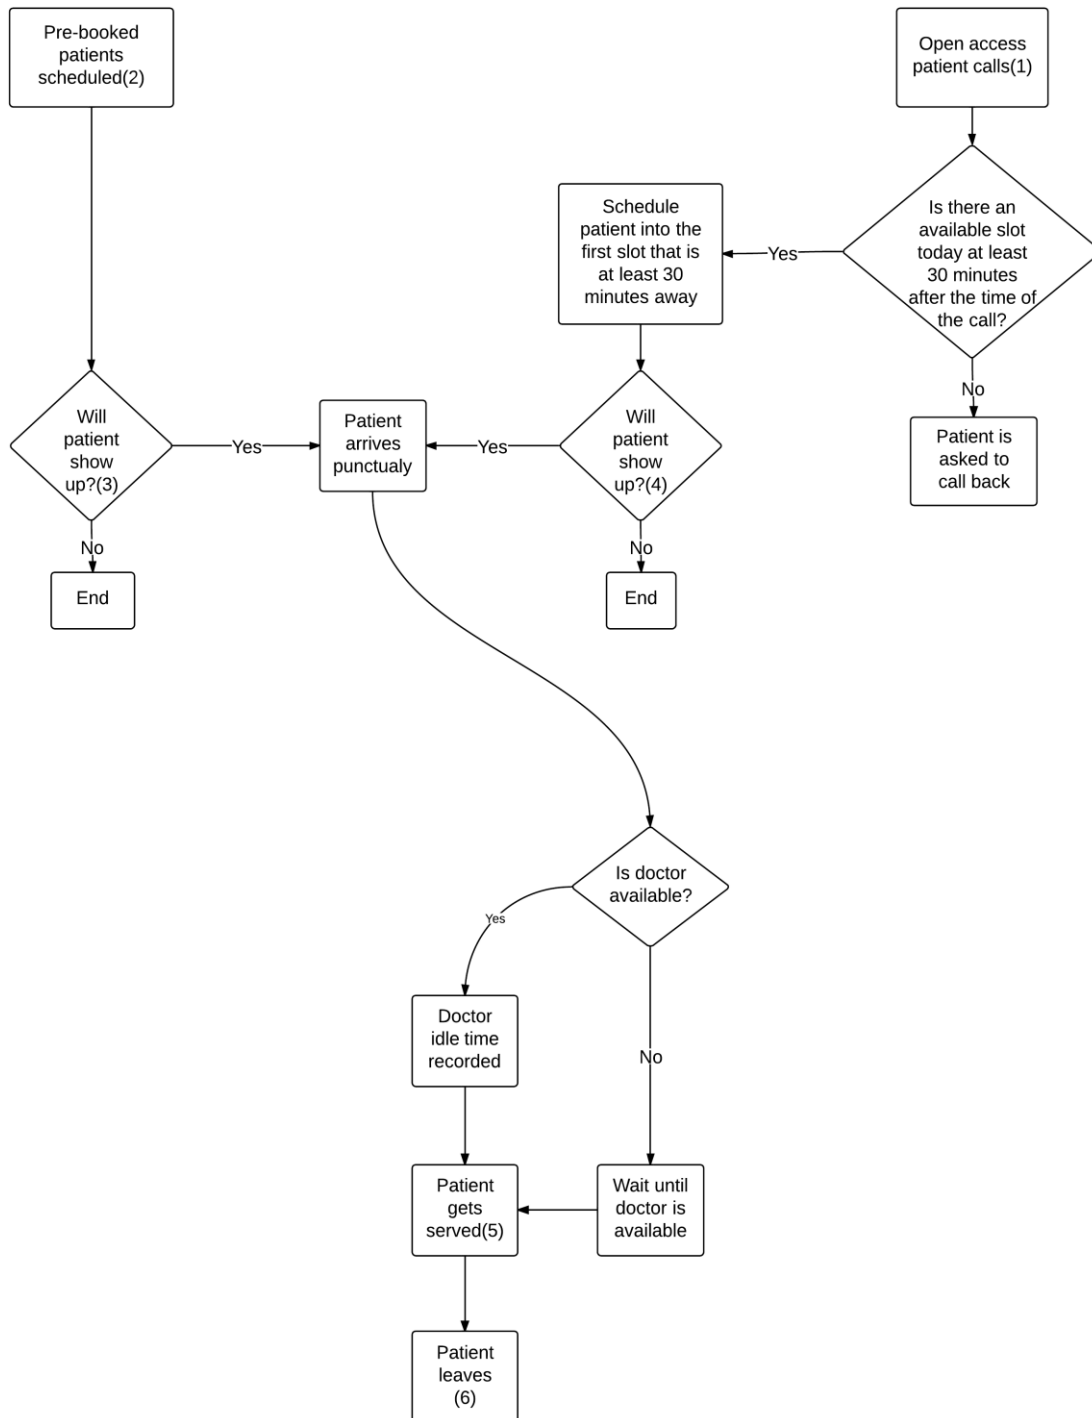 Pre-booked
patients
scheduled(2)
Open access
patient calls(1)
Is there an
available slot
today at least
30 minutes
after the time of
the call?
Yes
Schedule
patient into the
first slot that is
at least 30
minutes away
No
Patient is
asked to
call back
Will
patient
show
up?(3)
Yes
Patient
arrives
punctualy
Yes
Will
patient
show
up?(4)
No
End
No
End
Is doctor
available?
Yes
Doctor
idle time
recorded
No
Patient
gets
served(5)
Wait until
doctor is
available
Patient
leaves
(6)